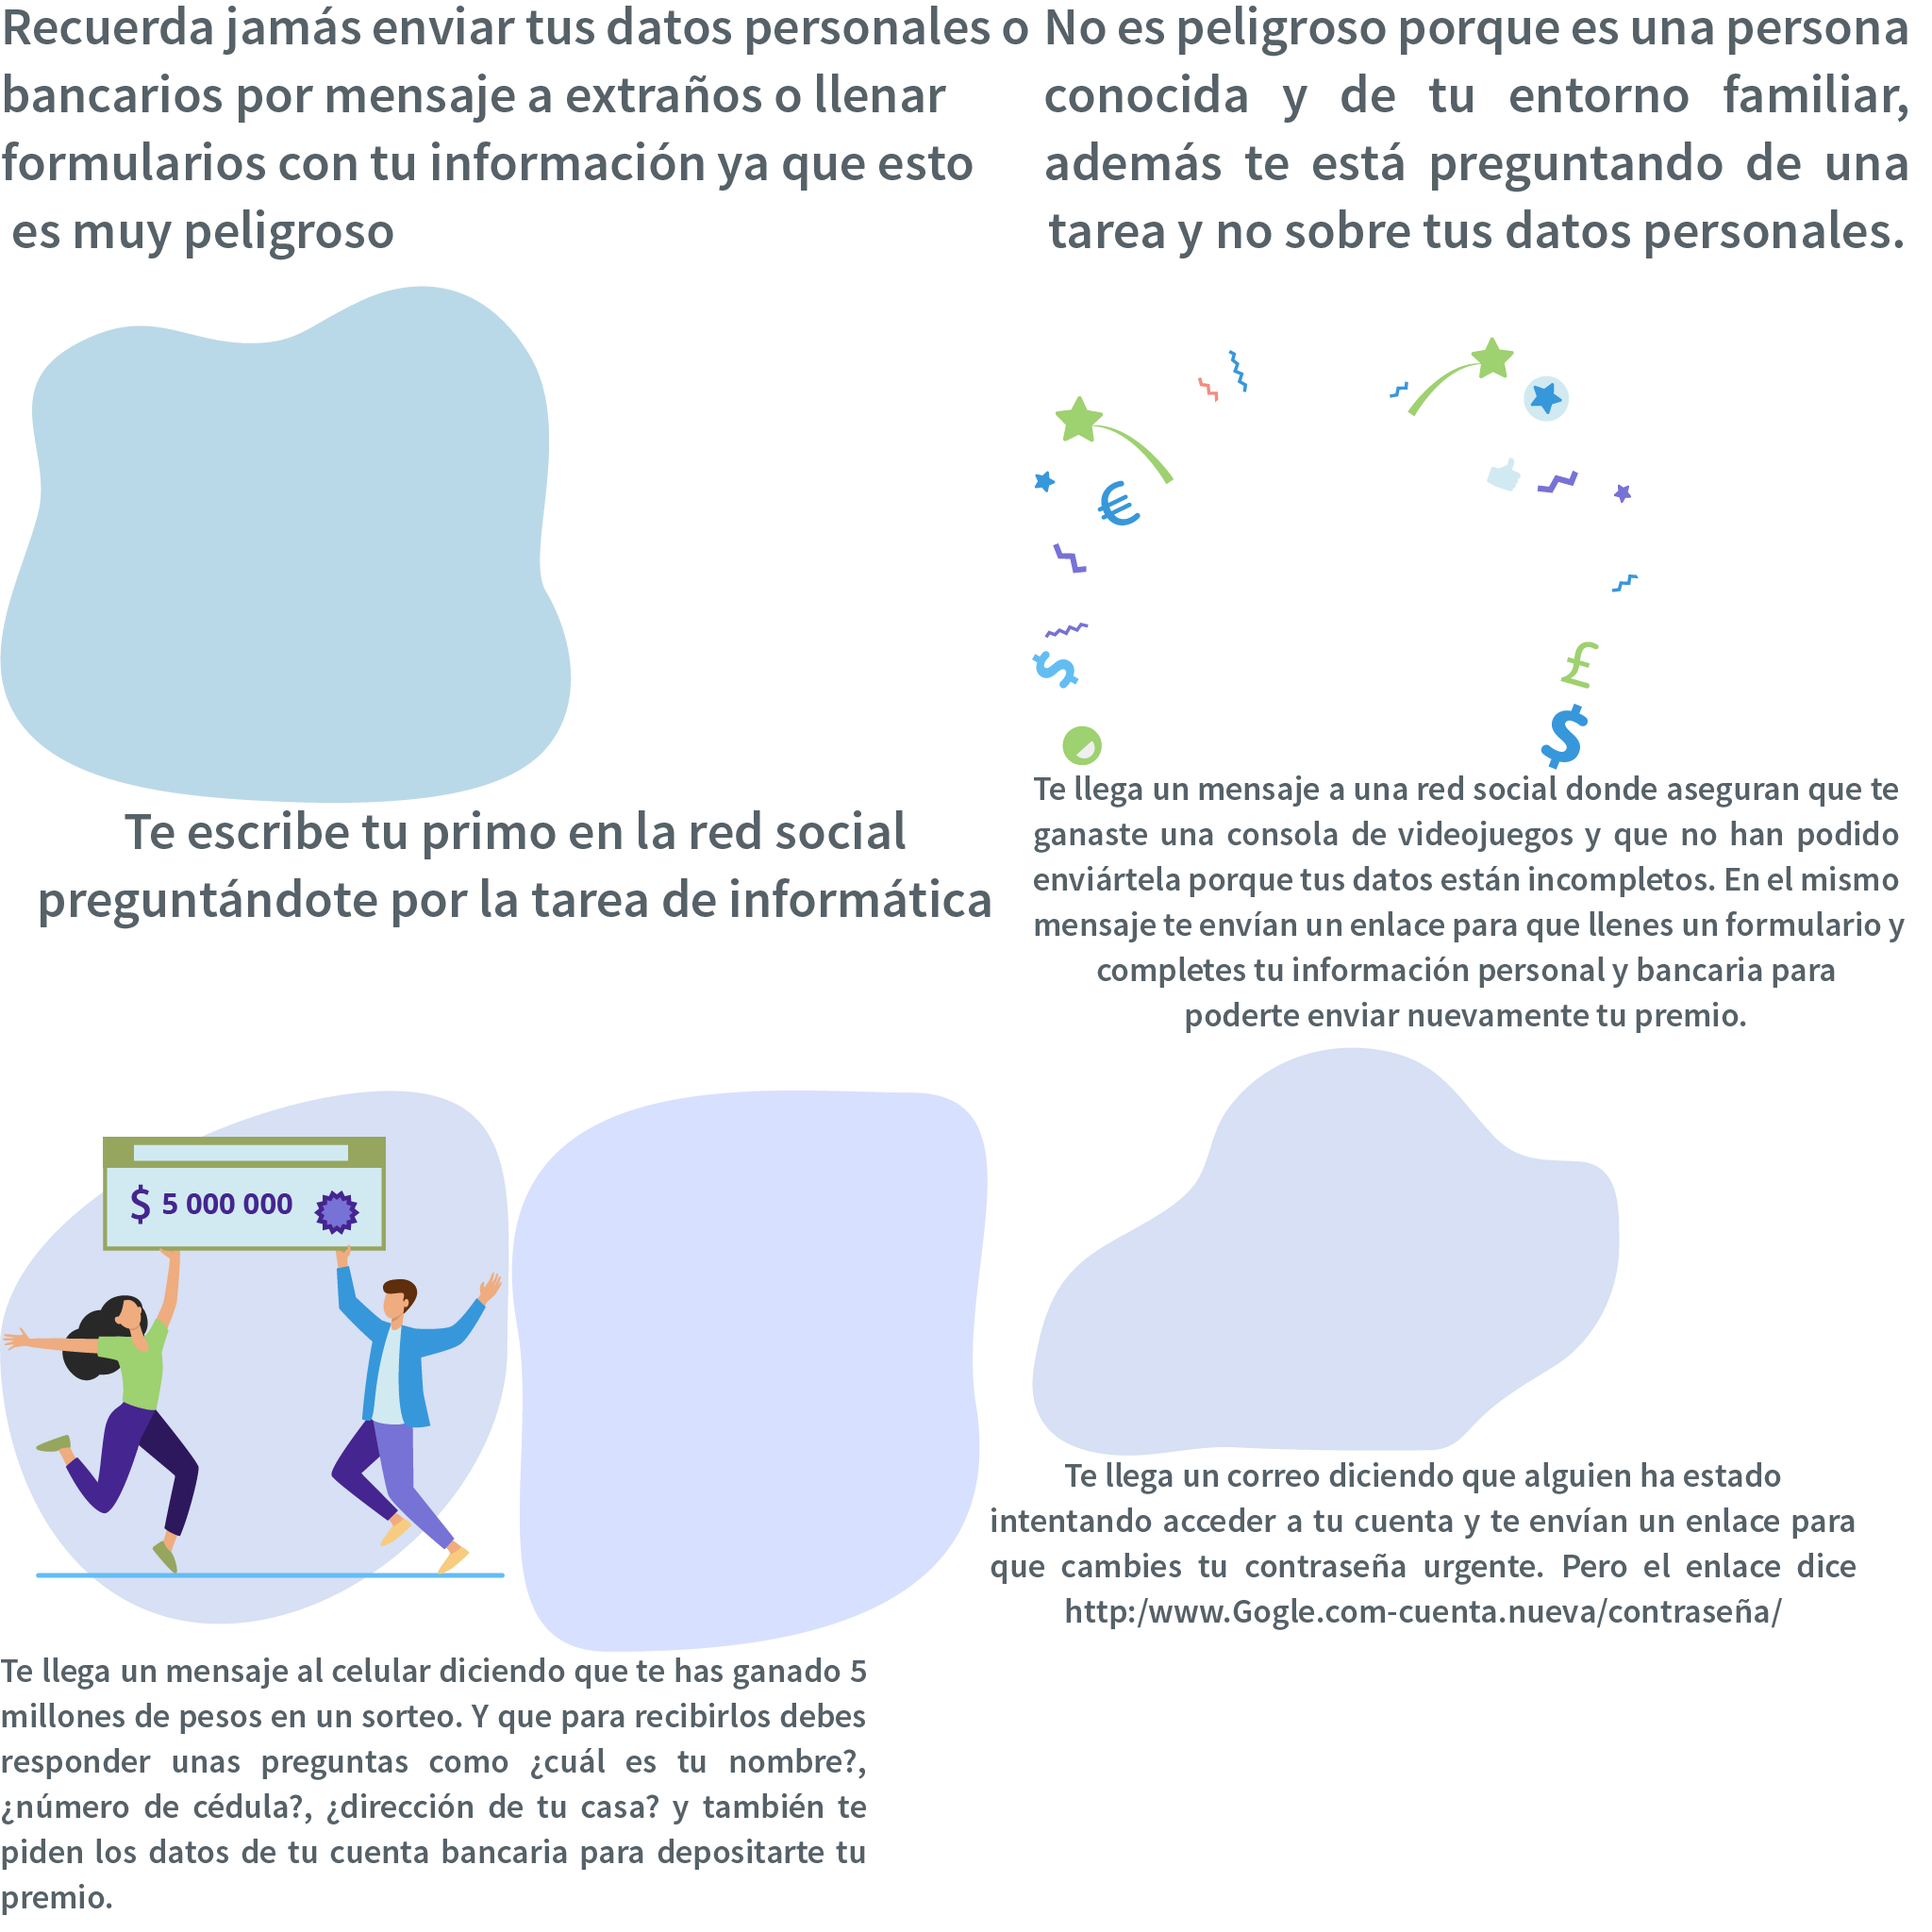 Recuerda jamás enviar tus datos personales o
bancarios por mensaje a extraños o llenar
formularios con tu información ya que esto
es muy peligroso
No es peligroso porque es una persona
conocida y de tu entorno familiar,
además te está preguntando de una
tarea y no sobre tus datos personales.
€
$
£
$
Te escribe tu primo en la red social
preguntándote por la tarea de informática
Te llega un mensaje a una red social donde aseguran que te
ganaste una consola de videojuegos y que no han podido
enviártela porque tus datos están incompletos. En el mismo
mensaje te envían un enlace para que llenes un formulario y
completes tu información personal y bancaria para
poderte enviar nuevamente tu premio.
$ 5 000 000
Te llega un correo diciendo que alguien ha estado
intentando acceder a tu cuenta y te envían un enlace para
que cambies tu contraseña urgente. Pero el enlace dice
http:/www.Gogle.com-cuenta.nueva/contraseña/
Te llega un mensaje al celular diciendo que te has ganado 5
millones de pesos en un sorteo. Y que para recibirlos debes
responder unas preguntas como ¿cuál es tu nombre?,
¿número de cédula?, ¿dirección de tu casa? y también te
piden los datos de tu cuenta bancaria para depositarte tu
premio.